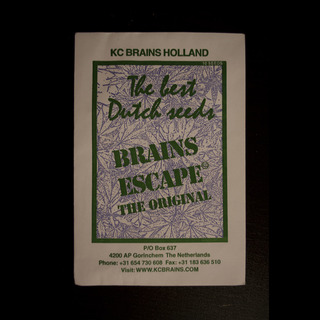 KC BRAINS HOLLAND
The best
Dutch seeds
BRAINS
ESCAPE©
THE ORIGINAL
P/O Box 637
4200 AP Gorinchem The Netherlands
Phone: +31 654 730 608 Fax: +31 183 636 510
Visit: WWW.KCBRAINS.COM